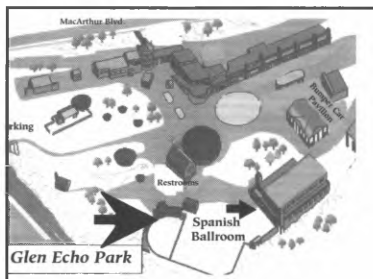 MacArthur Blvd
Bumper Car
Pavilion
rking
Restrooms
Spanish
Ballroom
Glen Echo Park